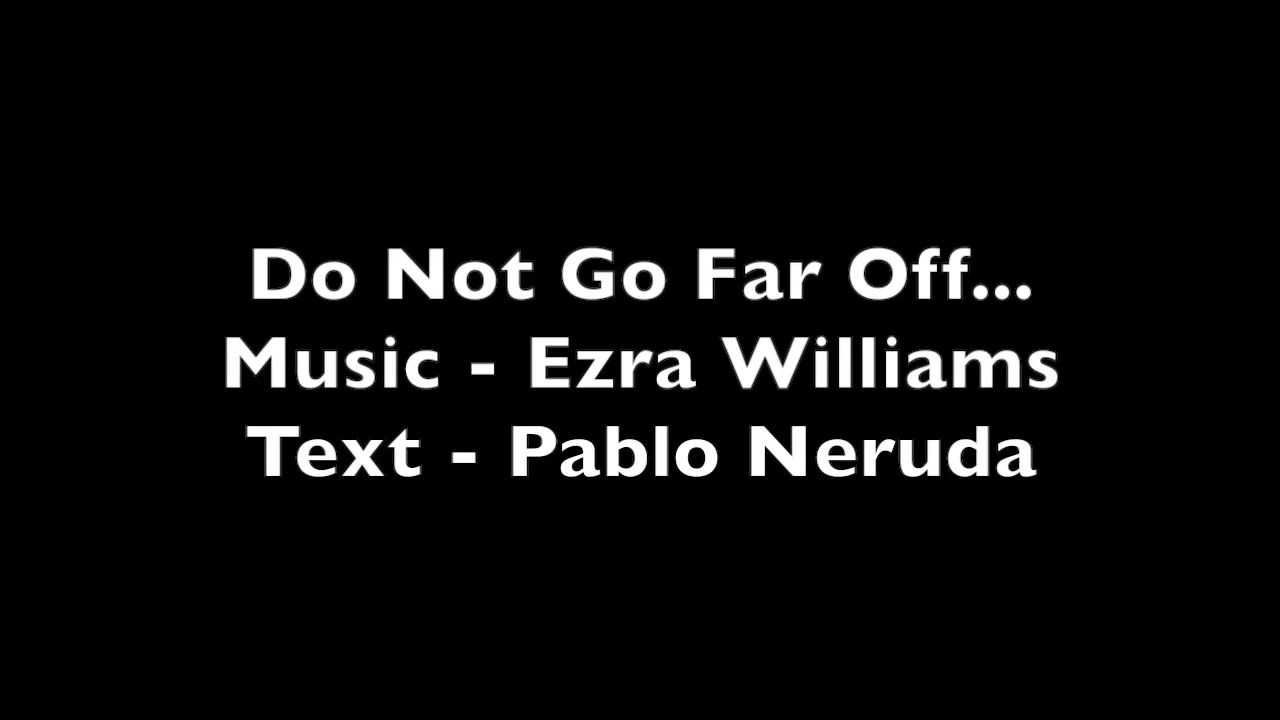 Do Not Go Far Off...
Music - Ezra Williams
Text - Pablo Neruda